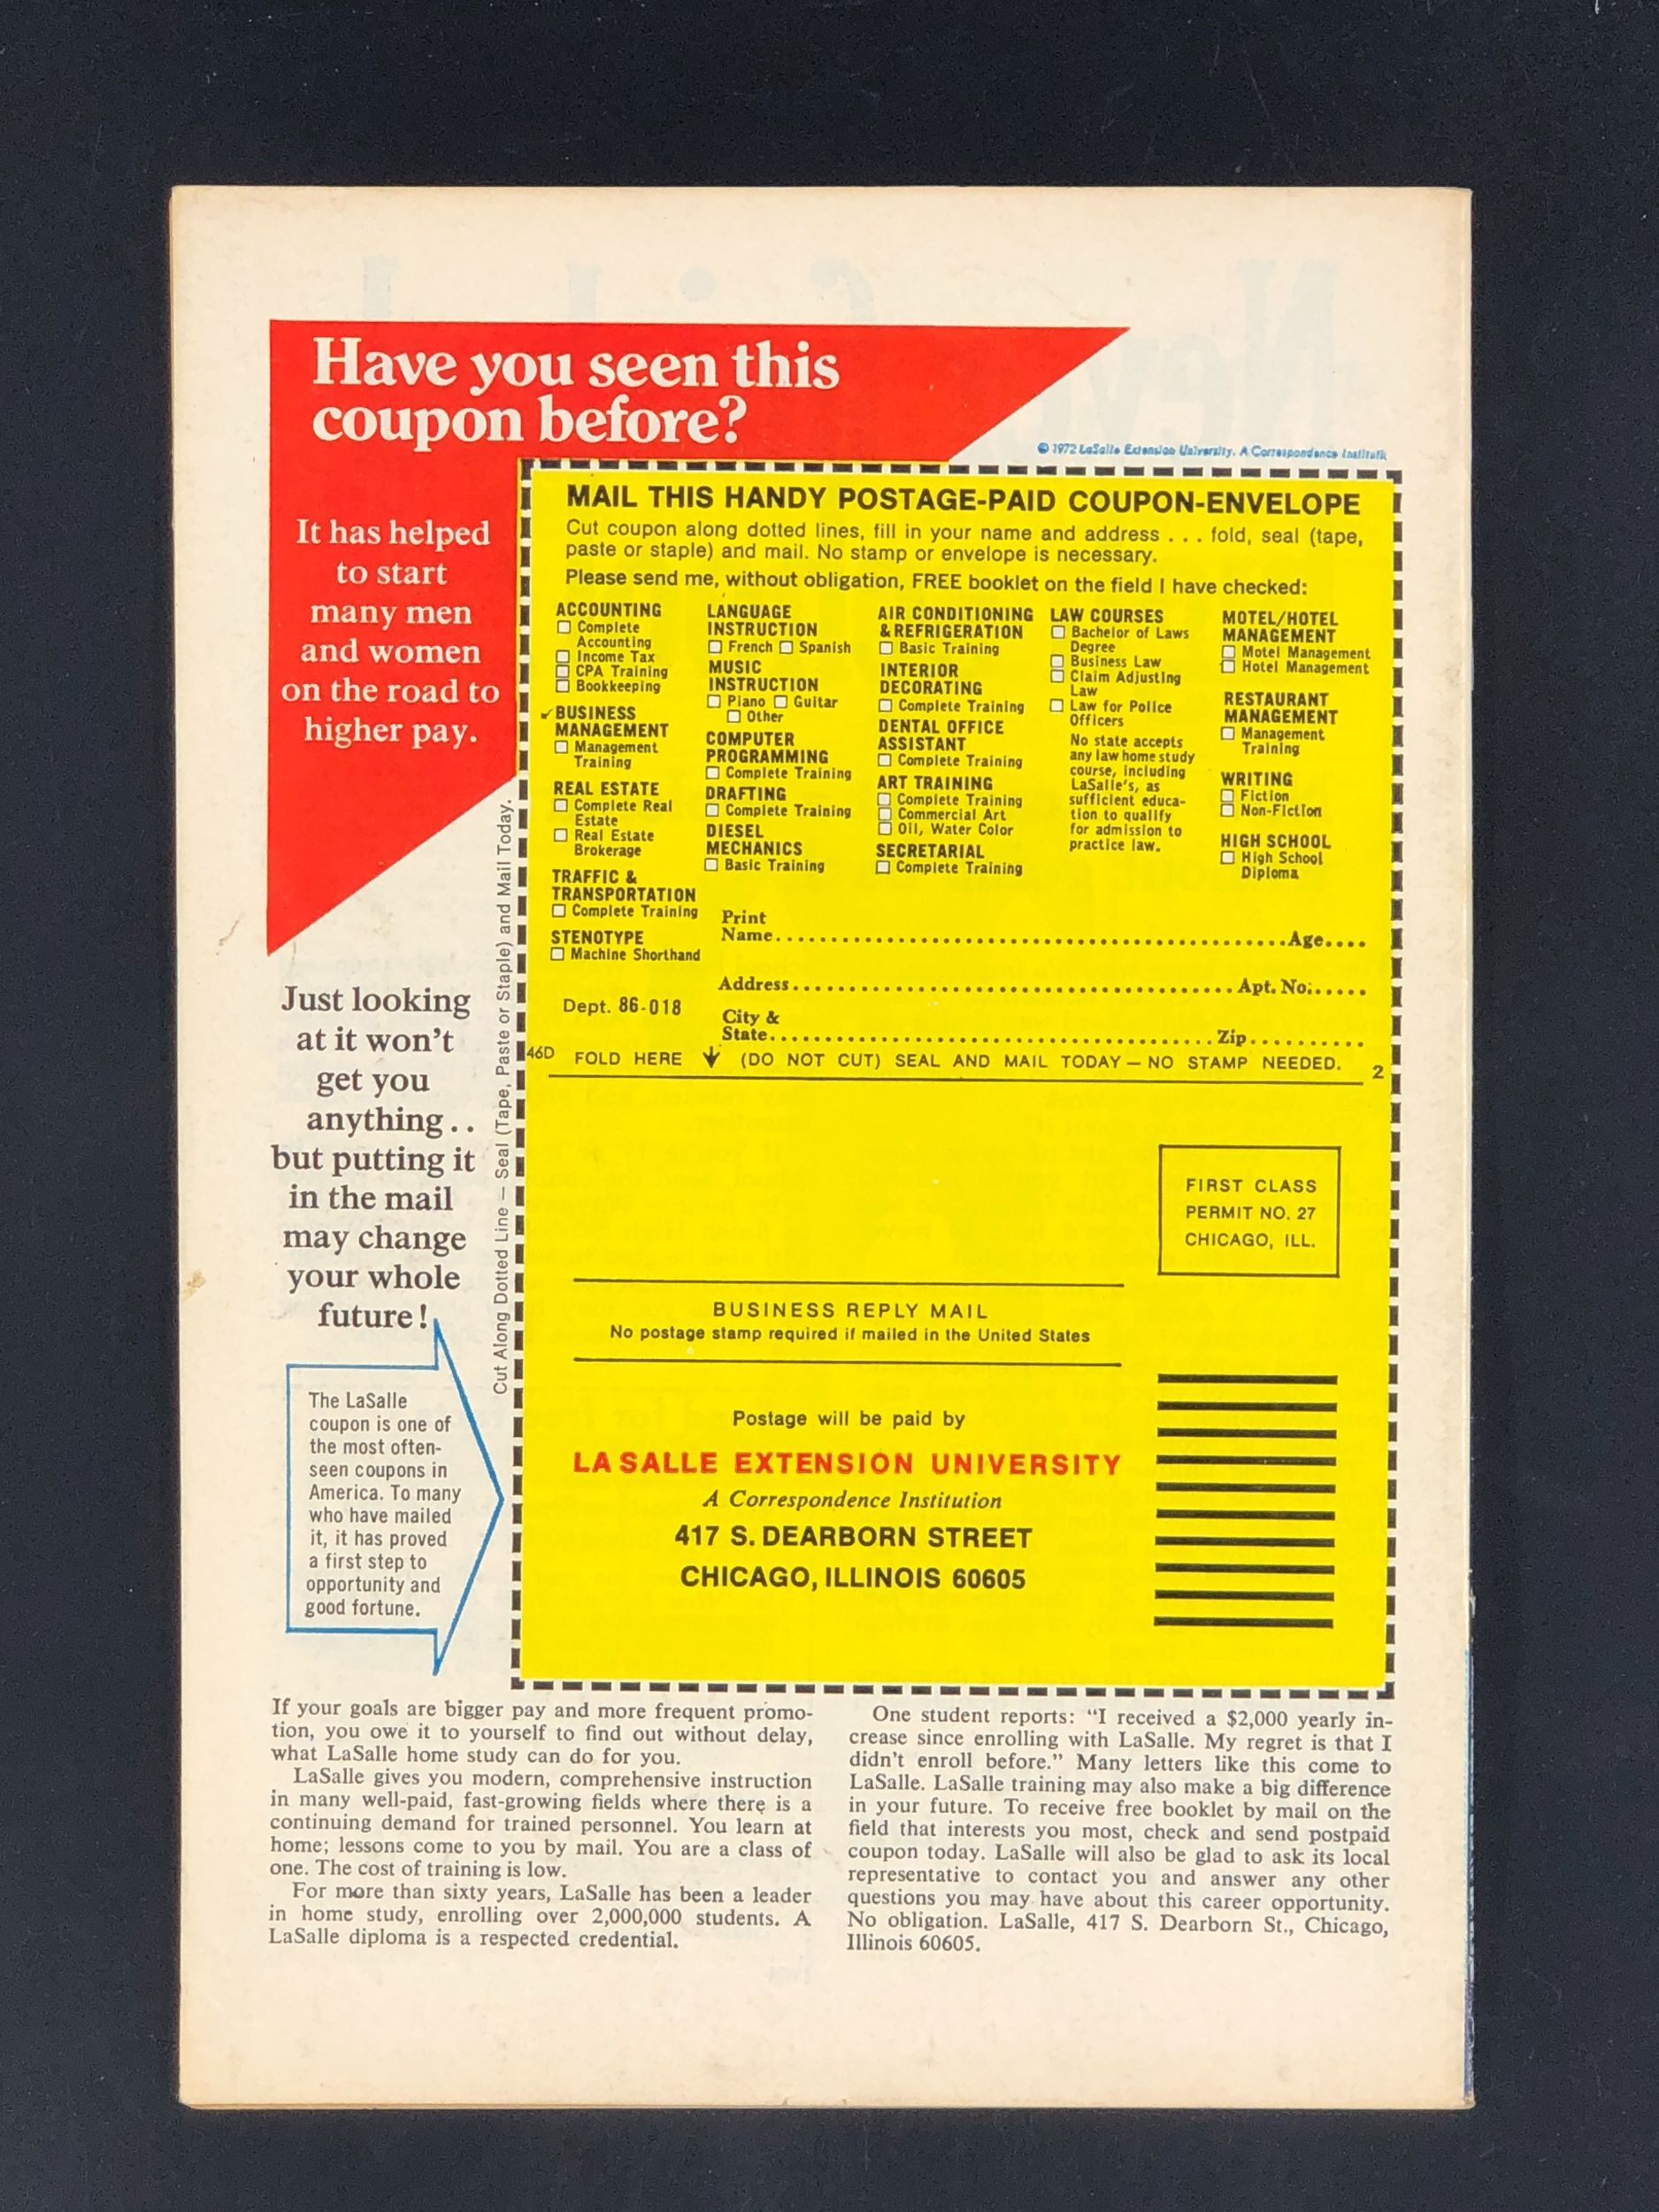 Have you seen this
coupon before?
© 1972 LaSalle Extension University. A Correspondence Institution
It has helped
to start
many men
and women
on the road to
higher pay.
Just looking
at it won't
get you
anything . .
but putting it
in the mail
may change
your whole
future!
The LaSalle
coupon is one of
the most often-
seen coupons in
America. To many
who have mailed
it, it has proved
a first step to
opportunity and
good fortune.
Cut Along Dotted Line – Seal (Tape, Paste or Staple) and Mail Today.
MAIL THIS HANDY POSTAGE-PAID COUPON-ENVELOPE
Cut coupon along dotted lines, fill in your name and address . . . fold, seal (tape,
paste or staple) and mail. No stamp or envelope is necessary.
Please send me, without obligation, FREE booklet on the field I have checked:
ACCOUNTING
☐ Complete
Accounting
☐ Income Tax
☐ CPA Training
☐ Bookkeeping
✓ BUSINESS
MANAGEMENT
☐ Management
Training
REAL ESTATE
☐ Complete Real
Estate
☐ Real Estate
Brokerage
TRAFFIC &
TRANSPORTATION
☐ Complete Training
STENOTYPE
☐ Machine Shorthand
LANGUAGE
INSTRUCTION
☐ French ☐ Spanish
MUSIC
INSTRUCTION
☐ Piano ☐ Guitar
☐ Other
COMPUTER
PROGRAMMING
☐ Complete Training
DRAFTING
☐ Complete Training
DIESEL
MECHANICS
☐ Basic Training
AIR CONDITIONING
& REFRIGERATION
☐ Basic Training
INTERIOR
DECORATING
☐ Complete Training
DENTAL OFFICE
ASSISTANT
☐ Complete Training
ART TRAINING
☐ Complete Training
☐ Commercial Art
☐ Oil, Water Color
SECRETARIAL
☐ Complete Training
LAW COURSES
☐ Bachelor of Laws
Degree
☐ Business Law
☐ Claim Adjusting
Law
☐ Law for Police
Officers
No state accepts
any law home study
course, including
LaSalle's, as
sufficient educa-
tion to qualify
for admission to
practice law.
MOTEL/HOTEL
MANAGEMENT
☐ Motel Management
☐ Hotel Management
RESTAURANT
MANAGEMENT
☐ Management
Training
WRITING
☐ Fiction
☐ Non-Fiction
HIGH SCHOOL
☐ High School
Diploma
Print
Name.....Age....
Address.....Apt. No......
Dept. 86-018
City &
State.....Zip..........
46D FOLD HERE ↓ (DO NOT CUT) SEAL AND MAIL TODAY – NO STAMP NEEDED. 2
FIRST CLASS
PERMIT NO. 27
CHICAGO, ILL.
BUSINESS REPLY MAIL
No postage stamp required if mailed in the United States
Postage will be paid by
LA SALLE EXTENSION UNIVERSITY
A Correspondence Institution
417 S. DEARBORN STREET
CHICAGO, ILLINOIS 60605
If your goals are bigger pay and more frequent promo-
tion, you owe it to yourself to find out without delay,
what LaSalle home study can do for you.
LaSalle gives you modern, comprehensive instruction
in many well-paid, fast-growing fields where there is a
continuing demand for trained personnel. You learn at
home; lessons come to you by mail. You are a class of
one. The cost of training is low.
For more than sixty years, LaSalle has been a leader
in home study, enrolling over 2,000,000 students. A
LaSalle diploma is a respected credential.
One student reports: "I received a $2,000 yearly in-
crease since enrolling with LaSalle. My regret is that I
didn't enroll before." Many letters like this come to
LaSalle. LaSalle training may also make a big difference
in your future. To receive free booklet by mail on the
field that interests you most, check and send postpaid
coupon today. LaSalle will also be glad to ask its local
representative to contact you and answer any other
questions you may have about this career opportunity.
No obligation. LaSalle, 417 S. Dearborn St., Chicago,
Illinois 60605.